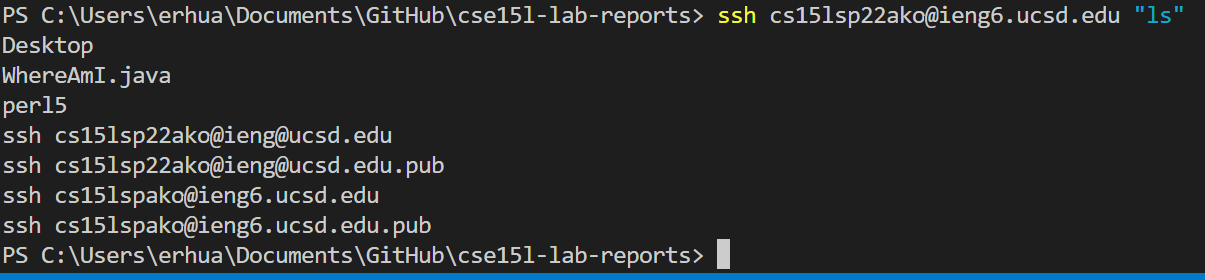 PS C:\Users\erhua\Documents\GitHub\cse15l-lab-reports> ssh cs15lsp22ako@ieng6.ucsd.edu "ls"
Desktop
WhereAmI.java
perl5
ssh cs15lsp22ako@ieng@ucsd.edu
ssh cs15lsp22ako@ieng@ucsd.edu.pub
ssh cs15lspako@ieng6.ucsd.edu
ssh cs15lspako@ieng6.ucsd.edu.pub
PS C:\Users\erhua\Documents\GitHub\cse15l-lab-reports>